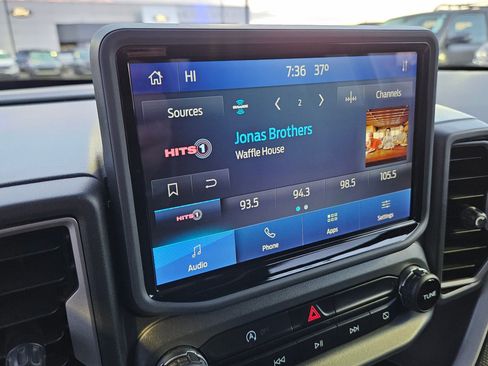 HI 7:36 37°
Sources
2
Channels
HITS 1
Jonas Brothers
Waffle House
HITS 1
93.5
94.3
98.5
105.5
Audio
Phone
Apps
Settings
TUNE